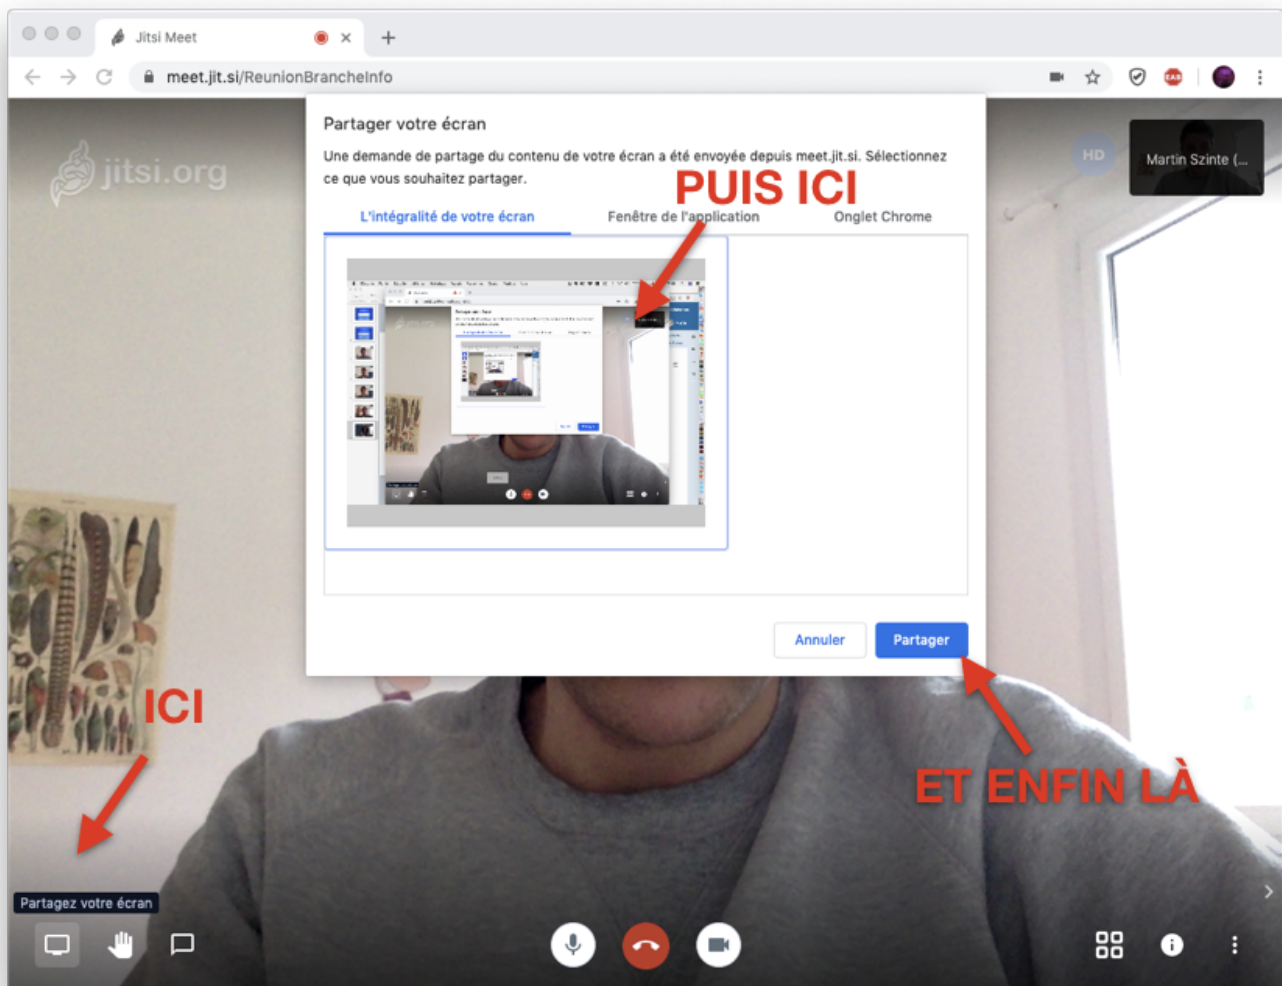 Jitsi Meet
meet.jit.si/ReunionBrancheInfo
Partager votre écran
Une demande de partage du contenu de votre écran a été envoyée depuis meet.jit.si. Sélectionnez
ce que vous souhaitez partager.
PUIS ICI
L'intégralité de votre écran
Fenêtre de l'application
Onglet Chrome
jitsi.org
HD
Martin Szinte (...
Annuler
Partager
ICI
ET ENFIN LÀ
Partagez votre écran